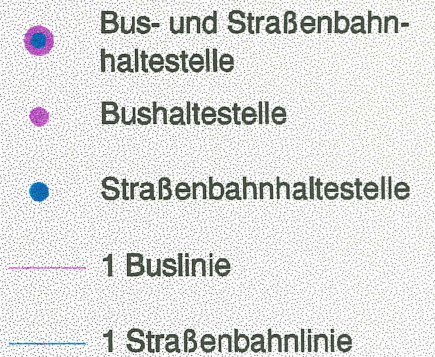 Bus- und Straßenbahn-
haltestelle
Bushaltestelle
Straßenbahnhaltestelle
1 Buslinie
1 Straßenbahnlinie